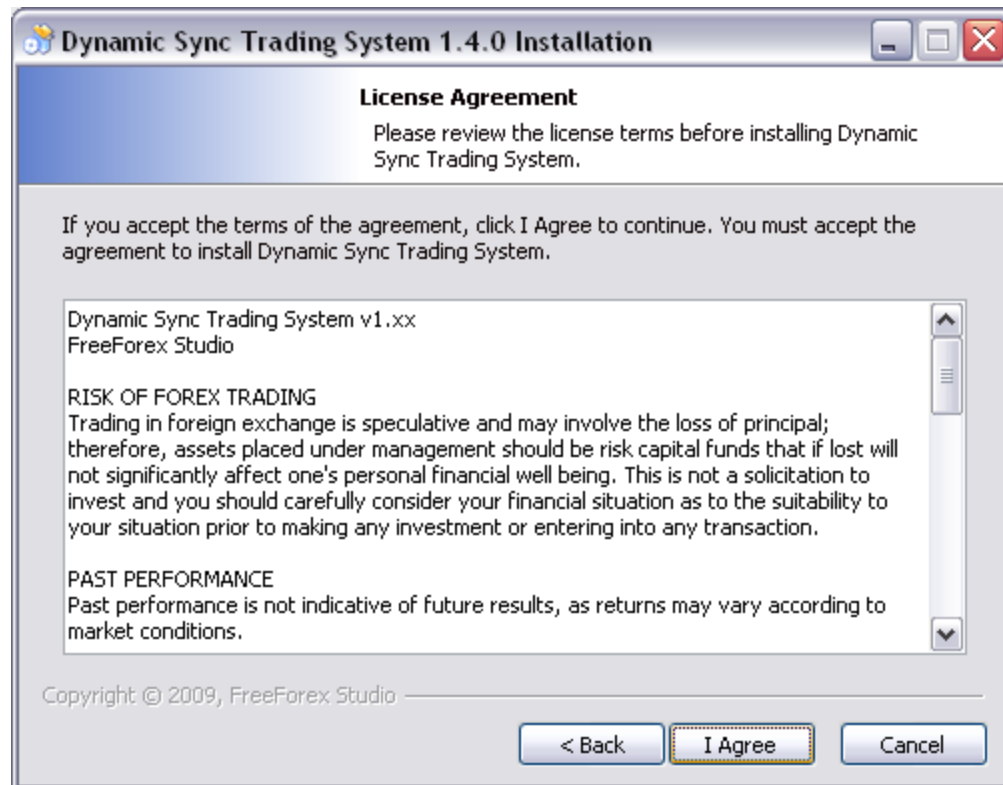 Dynamic Sync Trading System 1.4.0 Installation
License Agreement
Please review the license terms before installing Dynamic
Sync Trading System.
If you accept the terms of the agreement, click I Agree to continue. You must accept the
agreement to install Dynamic Sync Trading System.
Dynamic Sync Trading System v1.xx
FreeForex Studio
RISK OF FOREX TRADING
Trading in foreign exchange is speculative and may involve the loss of principal;
therefore, assets placed under management should be risk capital funds that if lost will
not significantly affect one's personal financial well being. This is not a solicitation to
invest and you should carefully consider your financial situation as to the suitability to
your situation prior to making any investment or entering into any transaction.
PAST PERFORMANCE
Past performance is not indicative of future results, as returns may vary according to
market conditions.
Copyright © 2009, FreeForex Studio
< Back
I Agree
Cancel